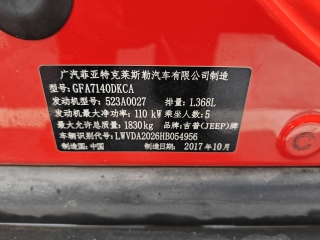 广汽菲亚特克莱斯勒汽车有限公司制造
型号: GFA7140DKCA
发动机型号: 523A0027 排量: 1.368L
发动机最大净功率: 110 kW 乘坐人数: 5
最大允许总质量: 1830kg 品牌: 吉普(JEEP)牌
车辆识别代号: LWVDA2026HB054956
制造国: 中国 制造年月: 2017年10月